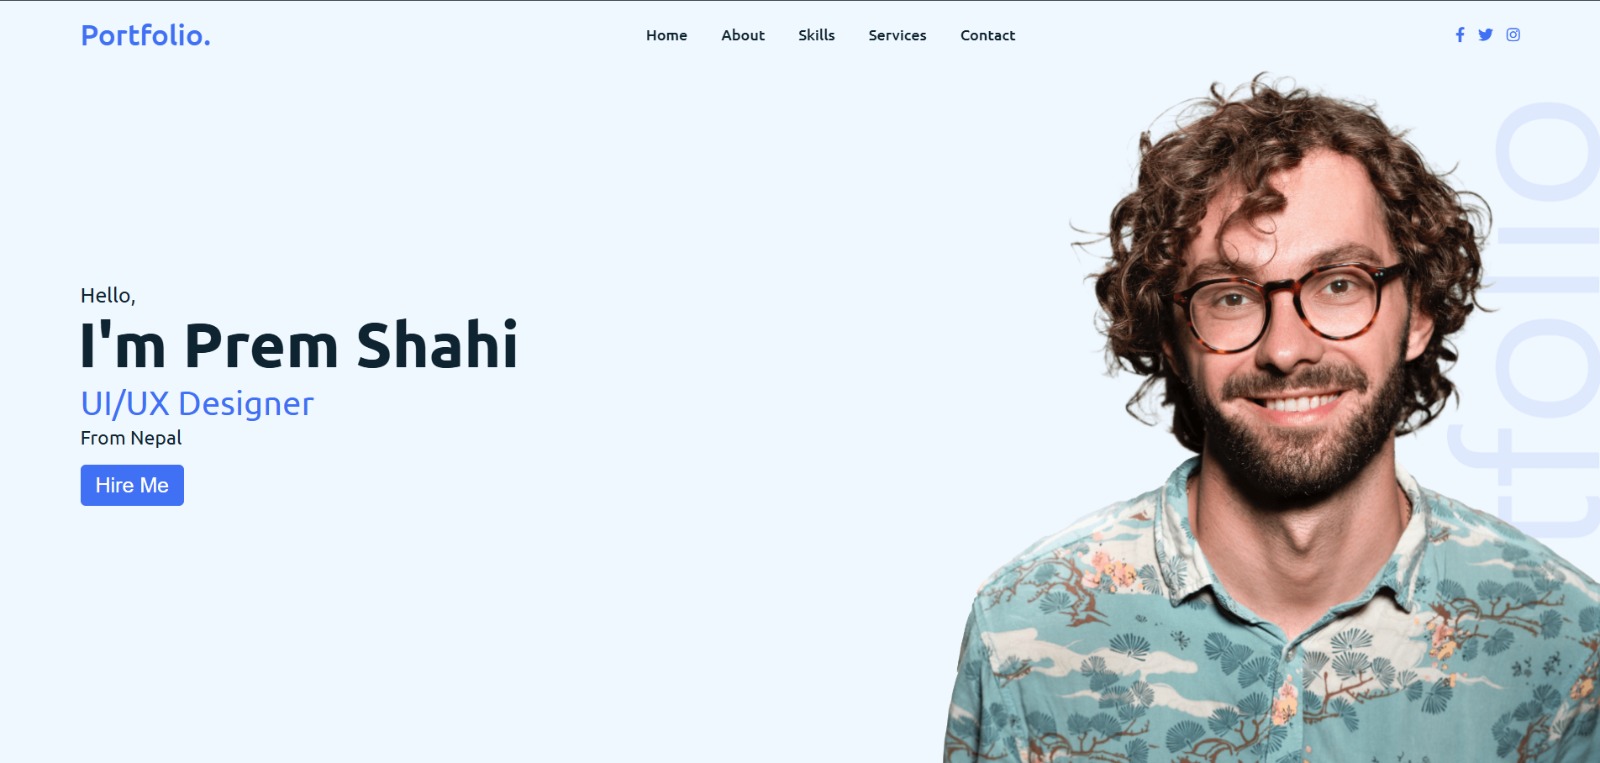 Portfolio.
Home About Skills Services Contact
Hello,
I'm Prem Shahi
UI/UX Designer
From Nepal
Hire Me
tfolio